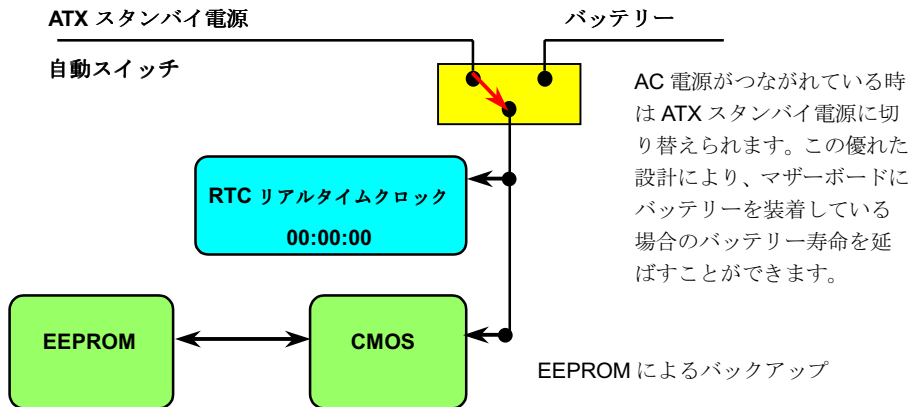 ATX スタンバイ電源
バッテリー
自動スイッチ
AC 電源がつながれている時
は ATX スタンバイ電源に切
り替えられます。この優れた
設計により、マザーボードに
バッテリーを装着している
場合のバッテリー寿命を延
ばすことができます。
RTC リアルタイムクロック
00:00:00
EEPROM
CMOS
EEPROM によるバックアップ